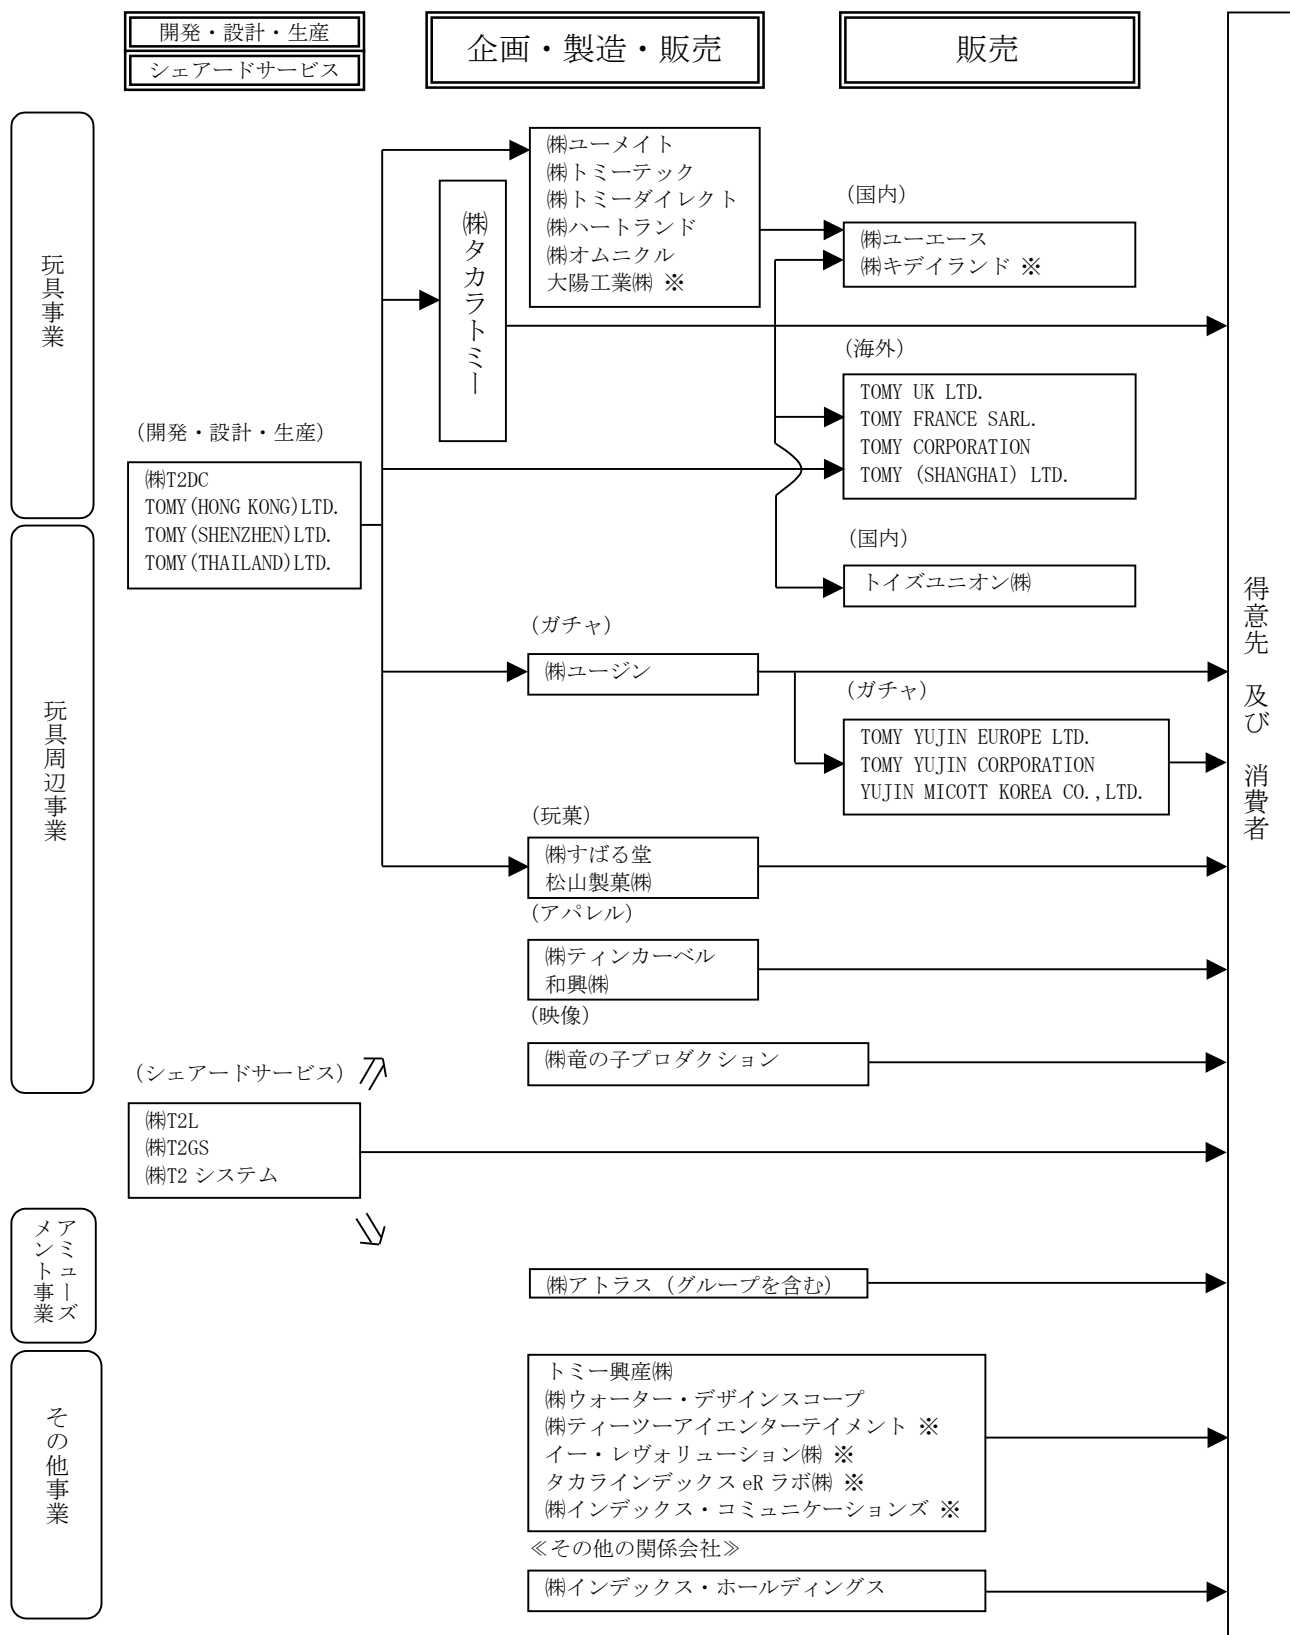 開発・設計・生産
シェアードサービス
企画・製造・販売
販売
玩具事業
㈱ユーメイト
㈱トミーテック
㈱トミーダイレクト
㈱ハートランド
㈱オムニクル
大陽工業㈱ ※
㈱タカラトミー
(国内)
㈱ユーエース
㈱キデイランド ※
(海外)
TOMY UK LTD.
TOMY FRANCE SARL.
TOMY CORPORATION
TOMY (SHANGHAI) LTD.
(開発・設計・生産)
㈱T2DC
TOMY(HONG KONG)LTD.
TOMY(SHENZHEN)LTD.
TOMY(THAILAND)LTD.
(国内)
トイズユニオン㈱
得意先 及び 消費者
玩具周辺事業
(ガチャ)
㈱ユージン
(ガチャ)
TOMY YUJIN EUROPE LTD.
TOMY YUJIN CORPORATION
YUJIN MICOTT KOREA CO.,LTD.
(玩菓)
㈱すばる堂
松山製菓㈱
(アパレル)
㈱ティンカーベル
和興㈱
(映像)
㈱竜の子プロダクション
(シェアードサービス)
㈱T2L
㈱T2GS
㈱T2 システム
アミューズ
メント事業
㈱アトラス (グループを含む)
その他事業
トミー興産㈱
㈱ウォーター・デザインスコープ
㈱ティーツーアイエンターテイメント ※
イー・レヴォリューション㈱ ※
タカラインデックス eR ラボ㈱ ※
㈱インデックス・コミュニケーションズ ※
≪その他の関係会社≫
㈱インデックス・ホールディングス